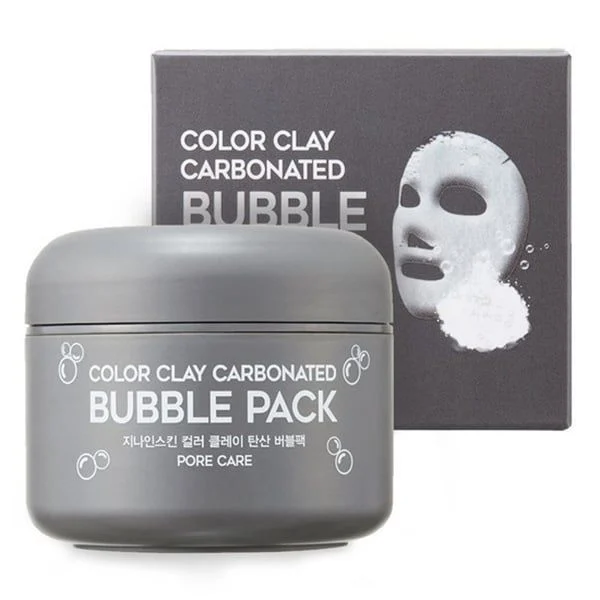 COLOR CLAY
CARBONATED
BUBBLE
COLOR CLAY CARBONATED
BUBBLE PACK
지나인스킨 컬러 클레이 탄산 버블팩
PORE CARE